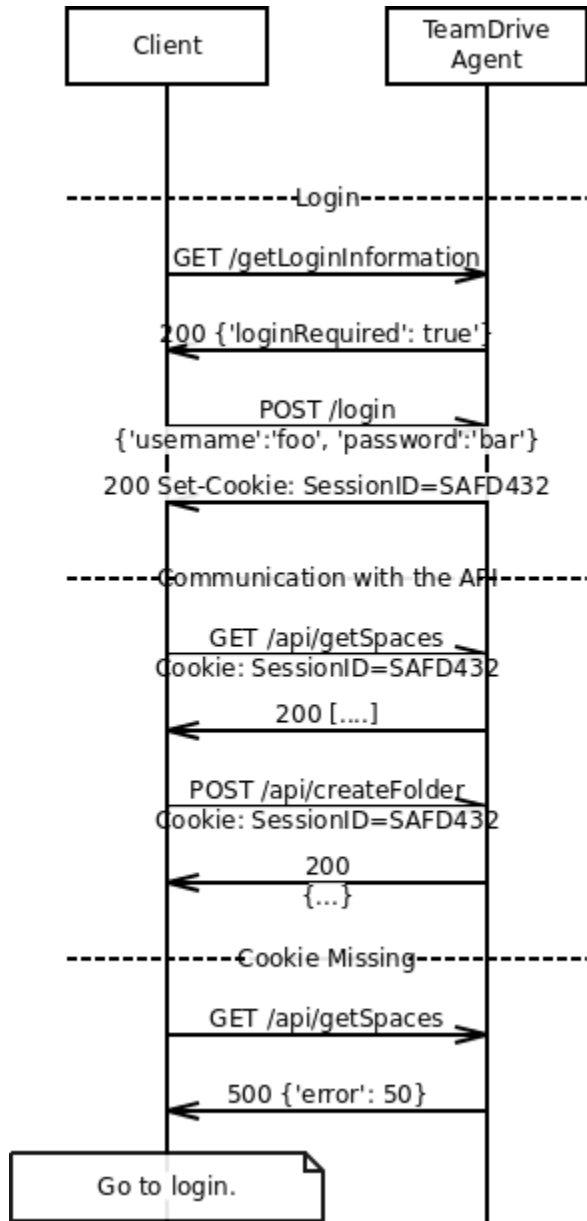 Client
TeamDrive
Agent
Login
GET /getLoginInformation
200 {'loginRequired': true'}
POST /login
{'username':'foo', 'password':'bar'}
200 Set-Cookie: SessionID=SAFD432
Communication with the API
GET /api/getSpaces
Cookie: SessionID=SAFD432
200 [....]
POST /api/createFolder
Cookie: SessionID=SAFD432
200
{...}
Cookie Missing
GET /api/getSpaces
500 {'error': 50}
Go to login.